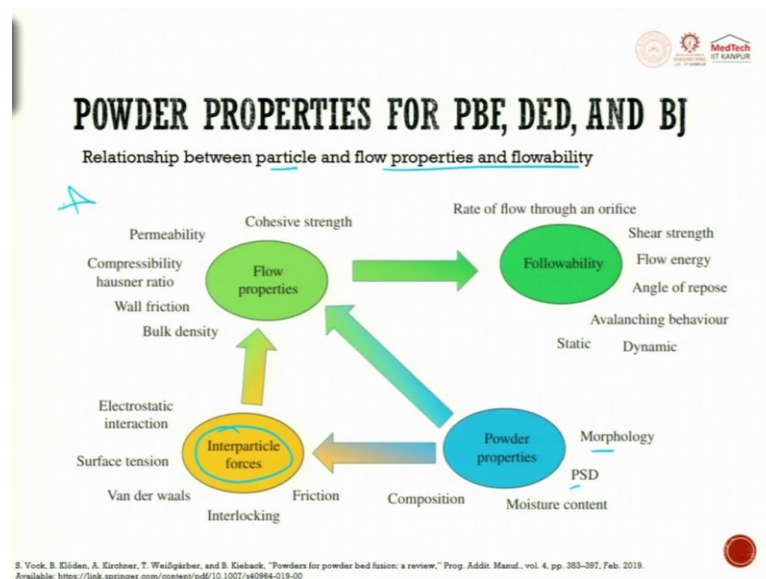 MedTech
IIT KANPUR
POWDER PROPERTIES FOR PBF, DED, AND BJ
Relationship between particle and flow properties and flowability
Rate of flow through an orifice
Cohesive strength
Permeability
Shear strength
Compressibility
hausner ratio
Flow
properties
Followability
Flow energy
Angle of repose
Wall friction
Bulk density
Avalanching behaviour
Static
Dynamic
Electrostatic
interaction
Interparticle
forces
Powder
properties
Morphology
Surface tension
PSD
Van der waals
Friction
Composition
Moisture content
Interlocking
S. Vock, B. Klöden, A. Kirchner, T. Weißgärber, and B. Kieback, "Powders for powder bed fusion: a review," Prog. Addit. Manuf., vol. 4, pp. 383–397, Feb. 2019.
Available: https://link.springer.com/content/pdf/10.1007/s40964-019-00